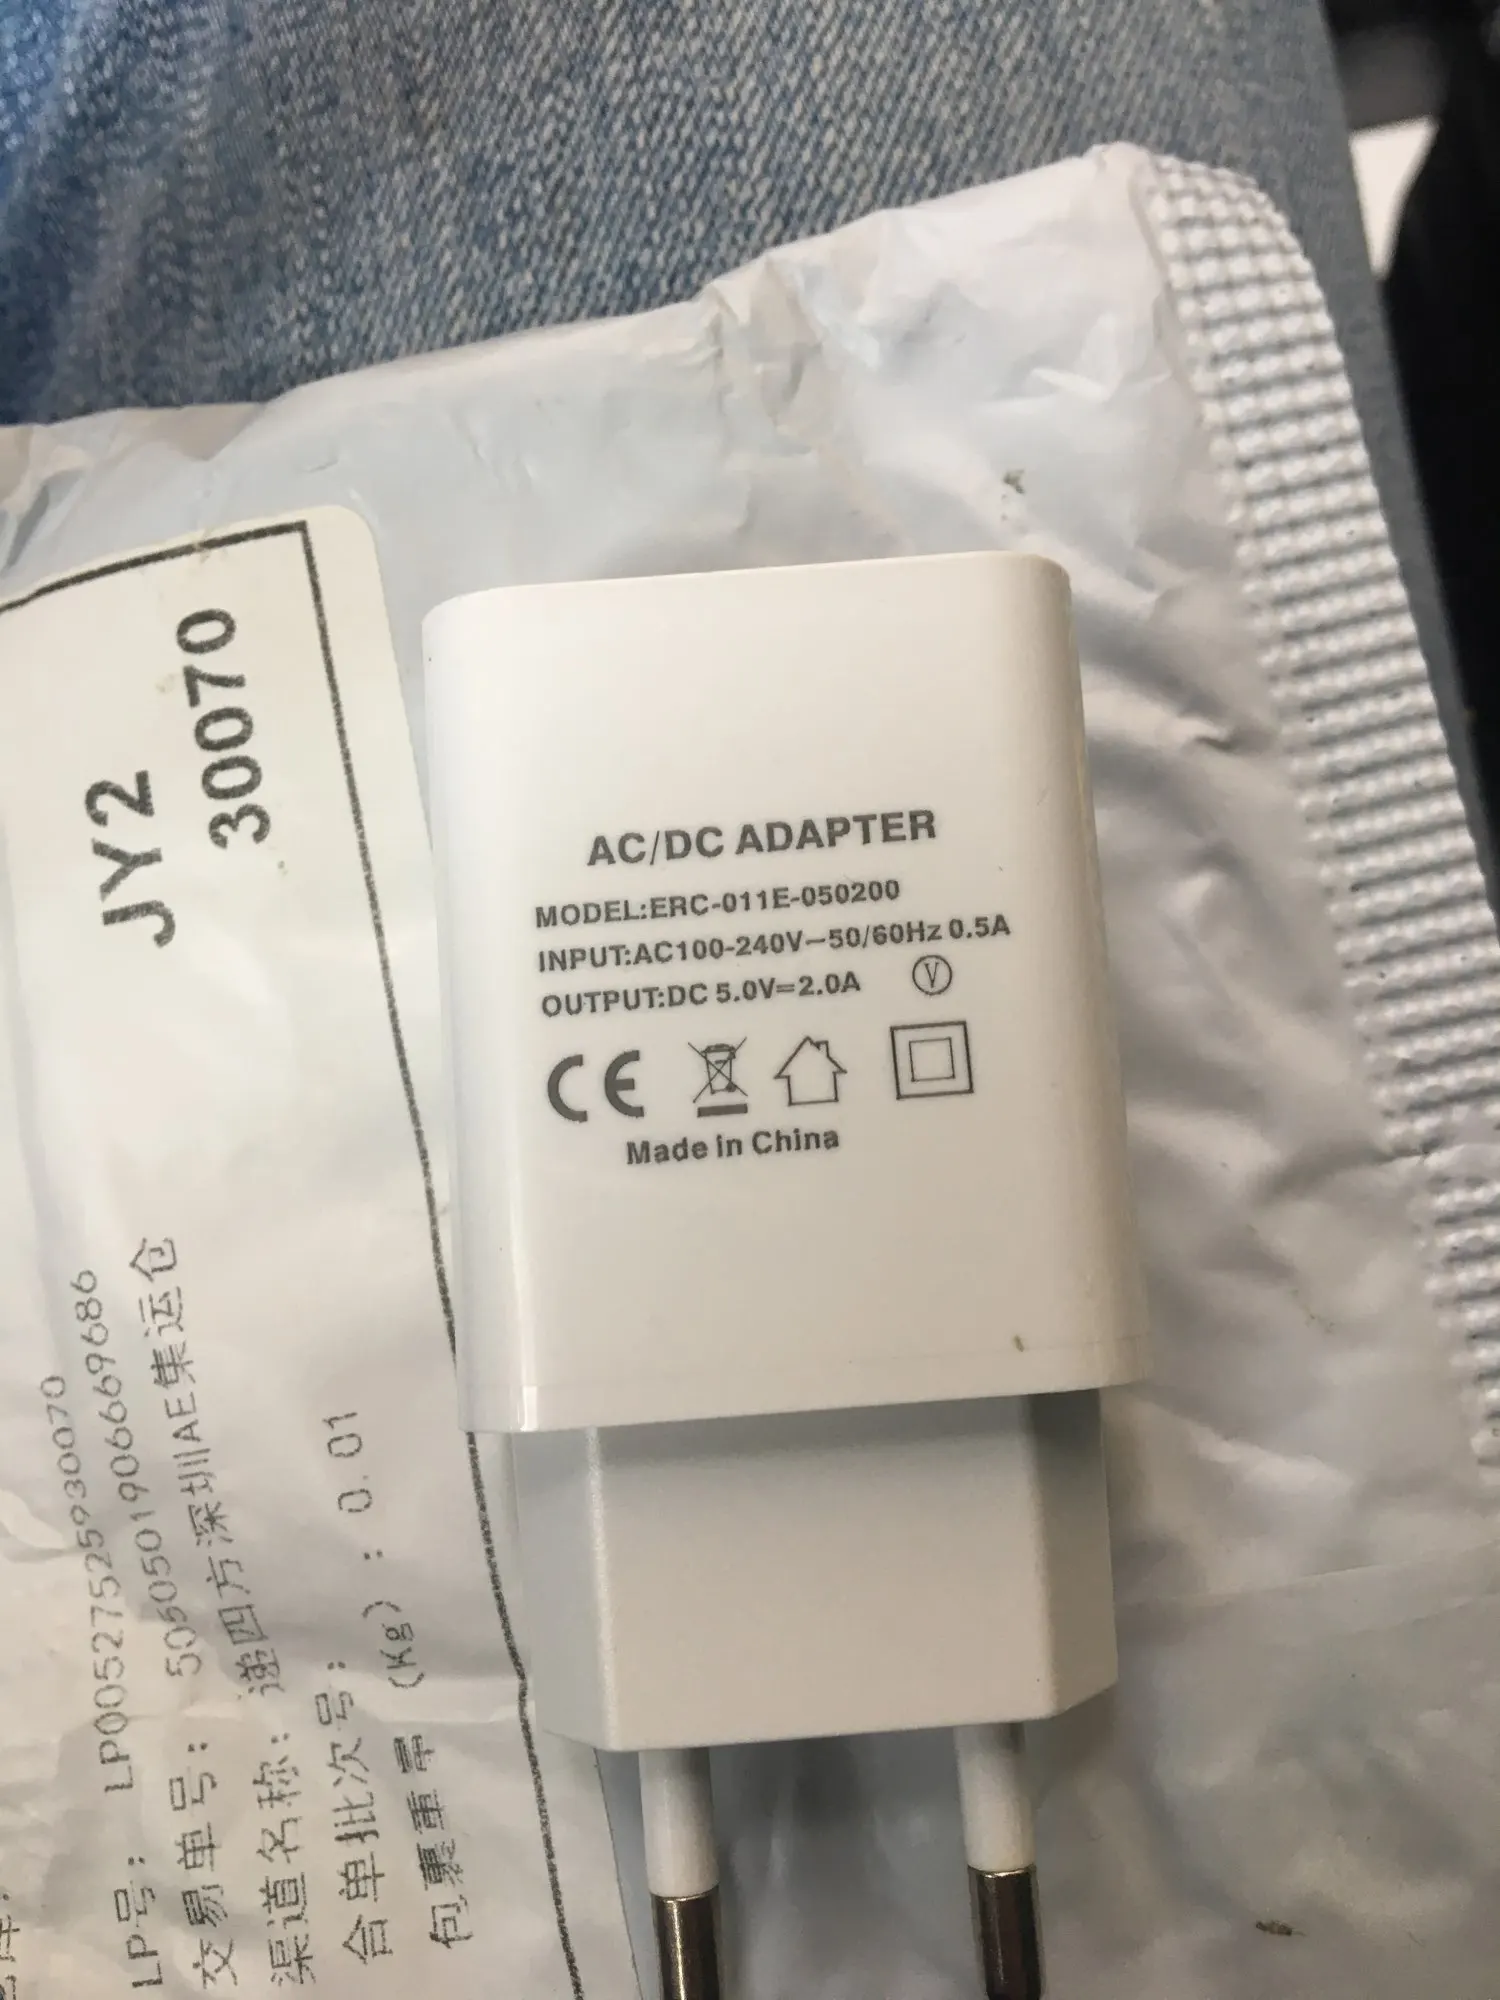 AC/DC ADAPTER
MODEL:ERC-011E-050200
INPUT:AC100-240V~50/60Hz 0.5A
OUTPUT:DC 5.0V=2.0A
V
CE
Made in China
JY2
30070
LP号: LP00527525930070
交易单号: 5050501906669686
渠道名称: 递四方深圳AE集运仓
合单批次号:
包裹重量 (Kg) : 0.01